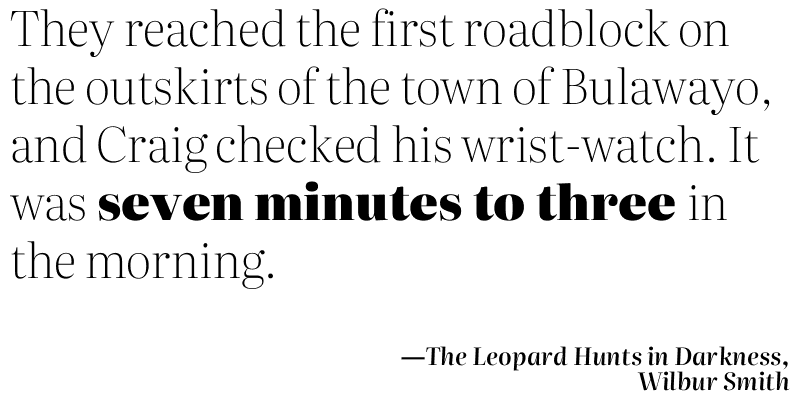 They reached the first roadblock on
the outskirts of the town of Bulawayo,
and Craig checked his wrist-watch. It
was seven minutes to three in
the morning.
—The Leopard Hunts in Darkness,
Wilbur Smith